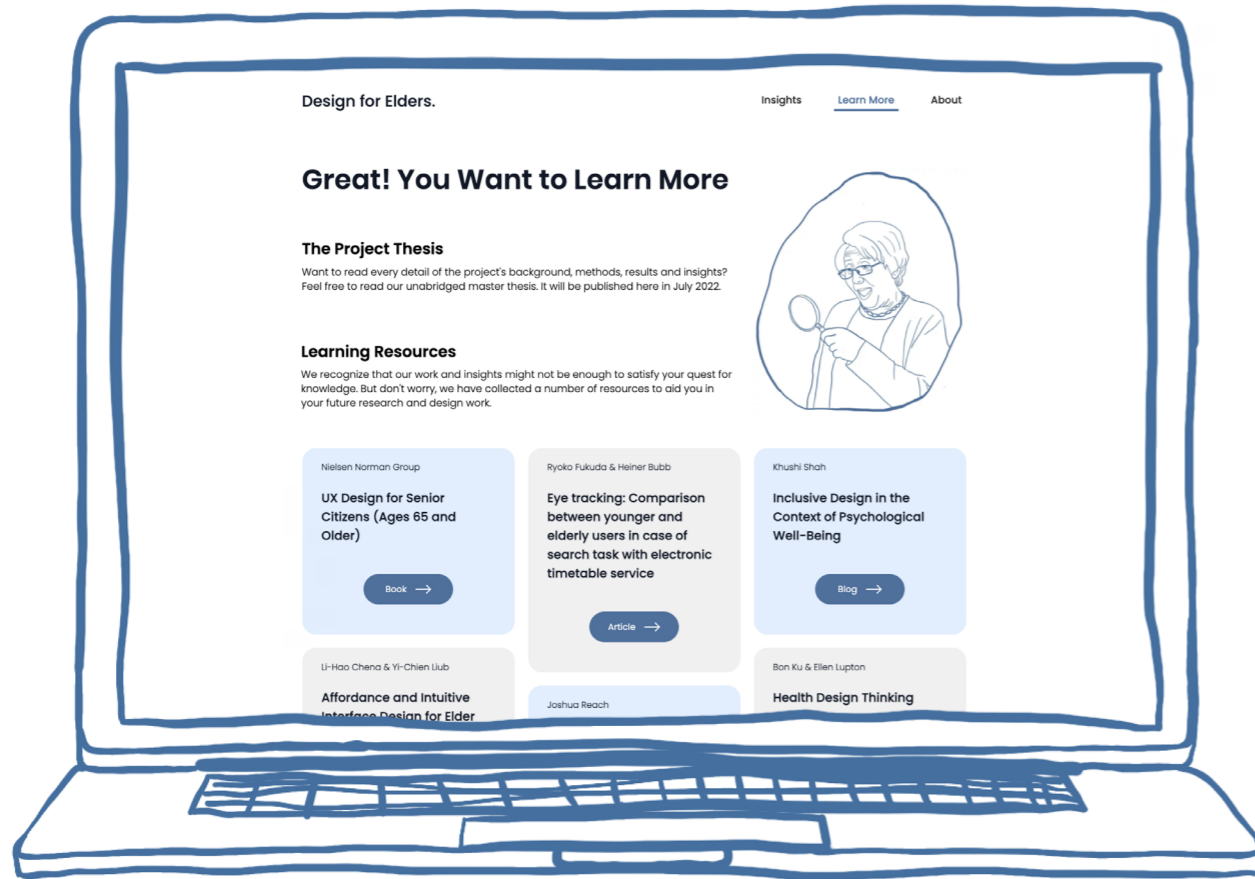 Design for Elders.
Insights
Learn More
About
Great! You Want to Learn More
The Project Thesis
Want to read every detail of the project's background, methods, results and insights?
Feel free to read our unabridged master thesis. It will be published here in July 2022.
Learning Resources
We recognize that our work and insights might not be enough to satisfy your quest for
knowledge. But don't worry, we have collected a number of resources to aid you in
your future research and design work.
Nielsen Norman Group
UX Design for Senior
Citizens (Ages 65 and
Older)
Book
Ryoko Fukuda & Heiner Bubb
Eye tracking: Comparison
between younger and
elderly users in case of
search task with electronic
timetable service
Article
Khushi Shah
Inclusive Design in the
Context of Psychological
Well-Being
Blog
Li-Hao Chena & Yi-Chien Liub
Affordance and Intuitive
Interface Design for Elder
Joshua Reach
Bon Ku & Ellen Lupton
Health Design Thinking